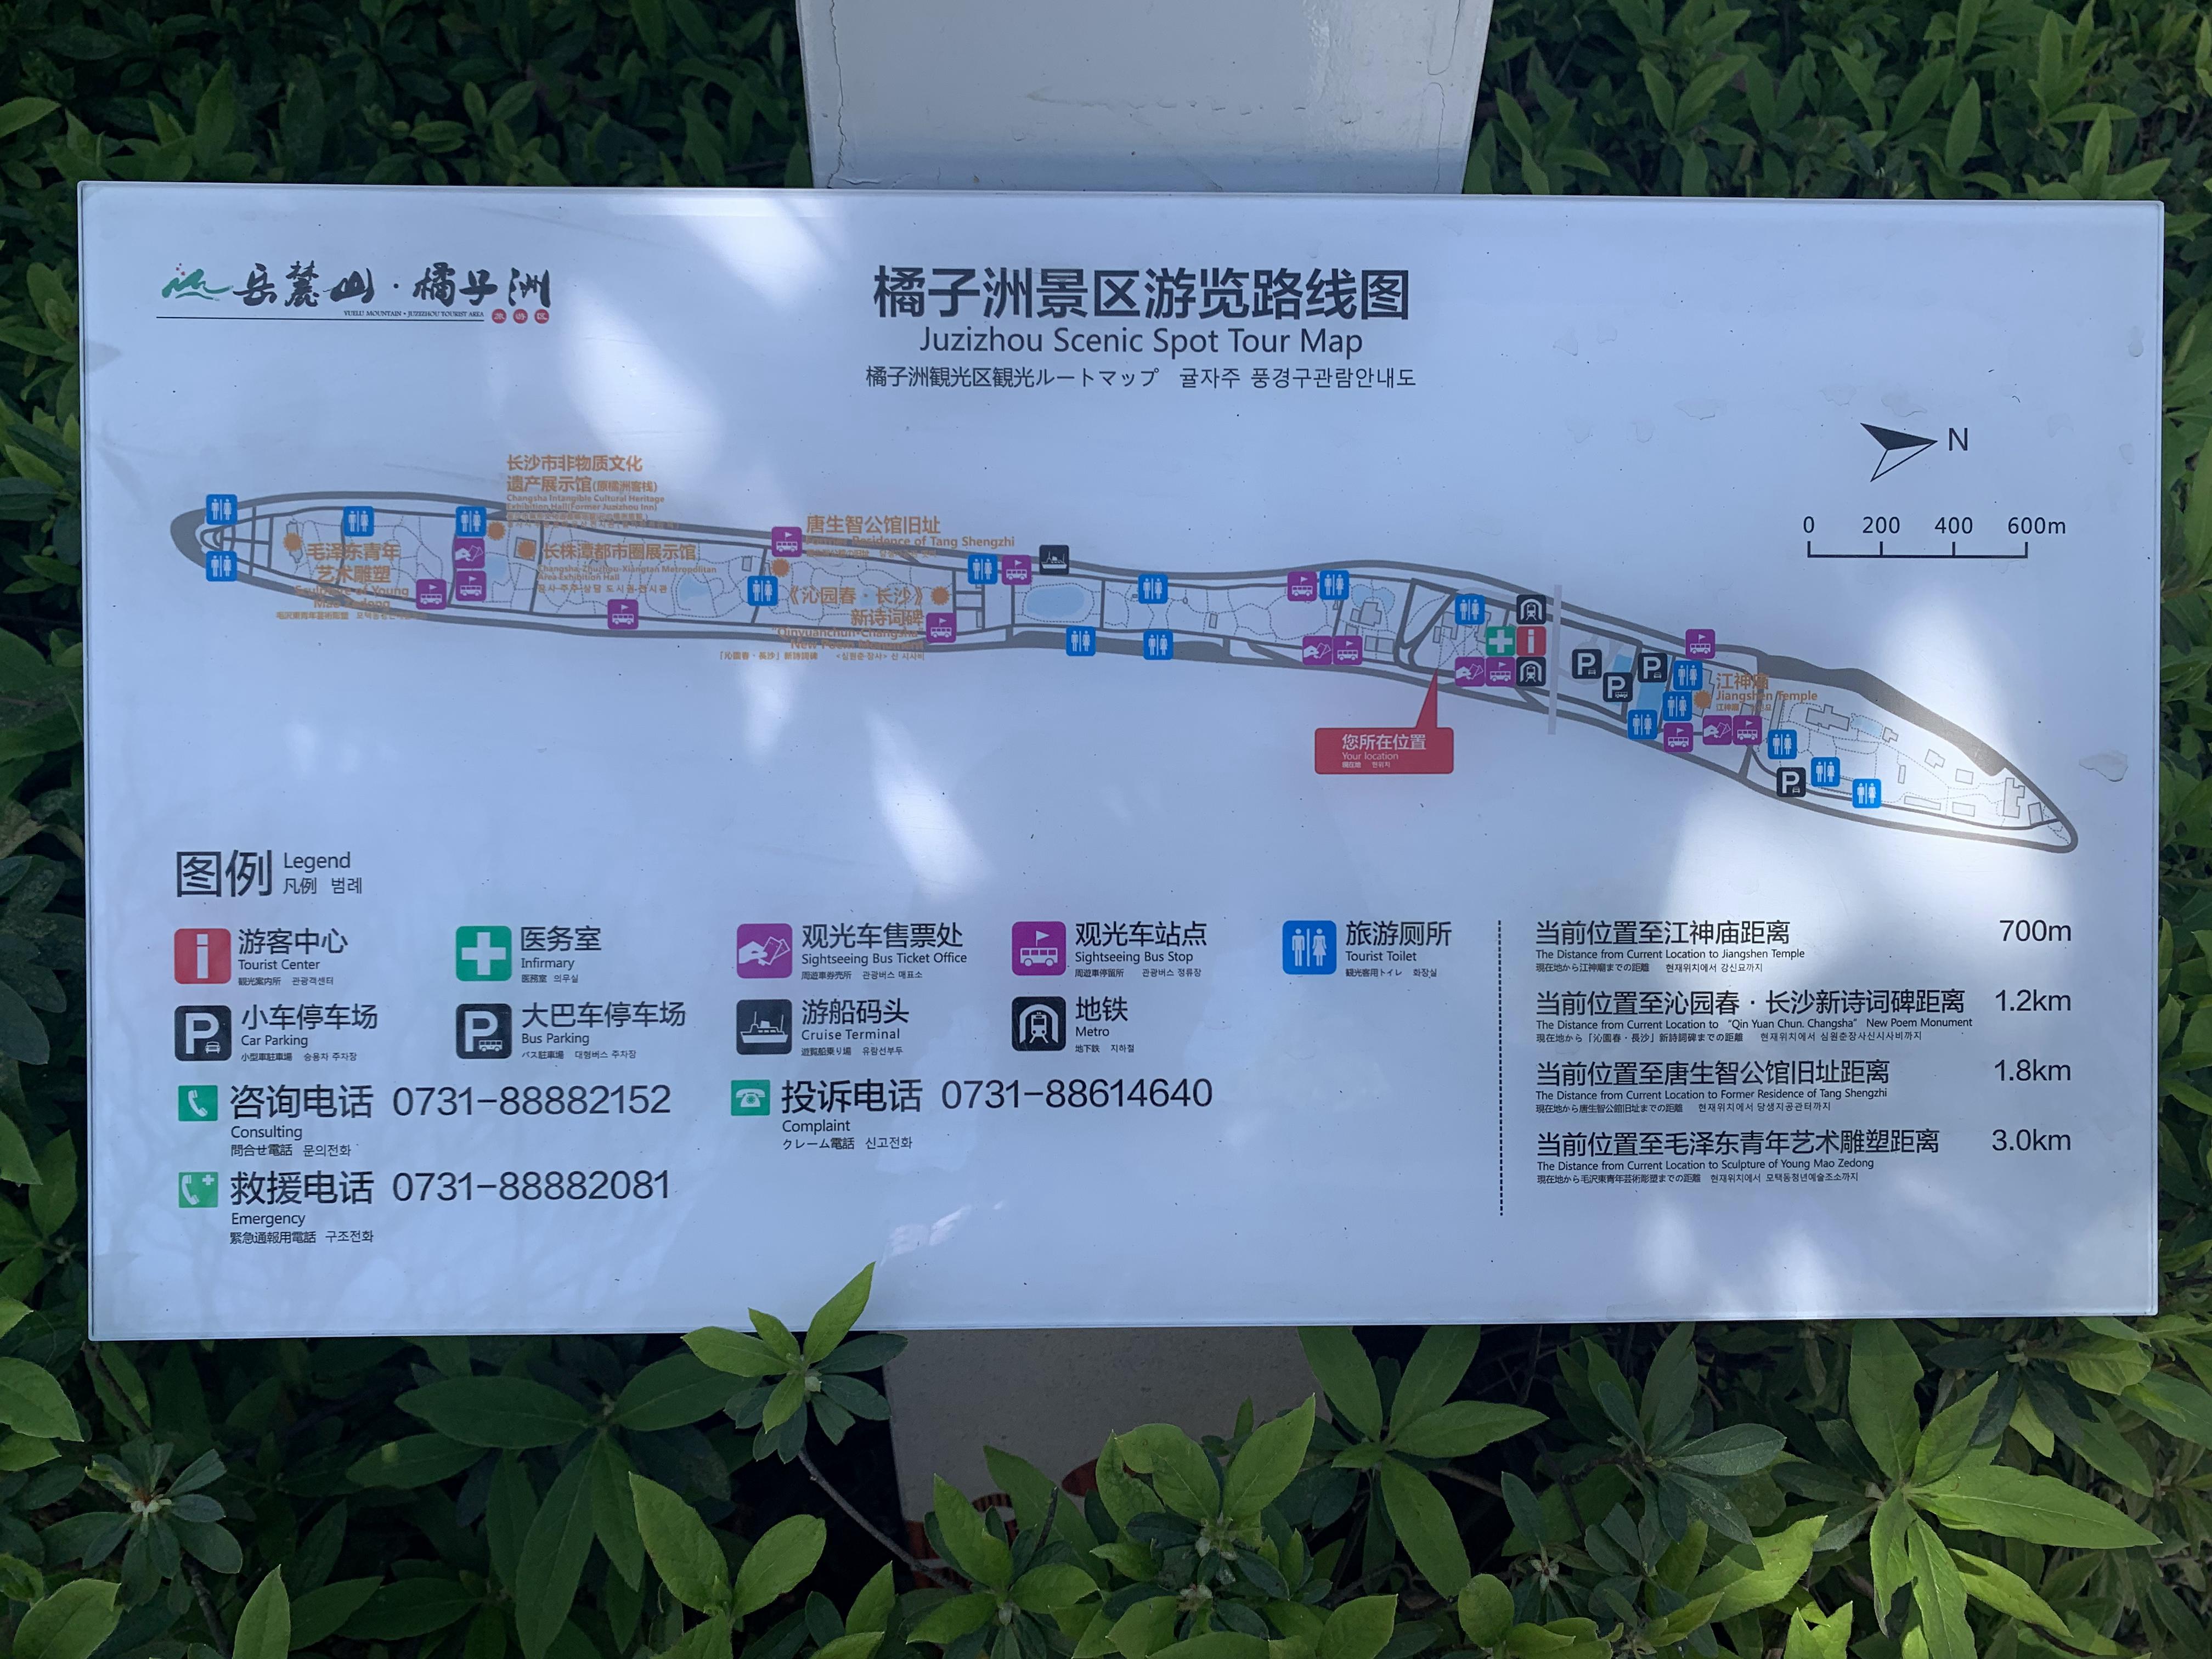 岳麓山·橘子洲
YUELU MOUNTAIN·JUZIZHOU TOURIST AREA 旅游区
橘子洲景区游览路线图
Juzizhou Scenic Spot Tour Map
橘子洲観光区観光ルートマップ 귤자주 풍경구관람안내도
N
0 200 400 600m
长沙市非物质文化
遗产展示馆(原橘洲客栈)
Changsha Intangible Cultural Heritage
Exhibition Hall(Former Juzizhou Inn)
毛泽东青年
艺术雕塑
Sculpture of Young
Mao Zedong
长株潭都市圈展示馆
Changsha-Zhuzhou-Xiangtan Metropolitan
Area Exhibition Hall
唐生智公馆旧址
Former Residence of Tang Shengzhi
《沁园春·长沙》
新诗词碑
"Qinyuanchun·Changsha"
New Poem Monument
江神庙
Jiangshen Temple
您所在位置
Your location
現在地 현위치
图例 Legend
凡例 범례
游客中心
Tourist Center
観光案内所 관광객센터
医务室
Infirmary
医務室 의무실
观光车售票处
Sightseeing Bus Ticket Office
周遊車券売所 관광버스 매표소
观光车站点
Sightseeing Bus Stop
周遊車停留所 관광버스 정류장
旅游厕所
Tourist Toilet
観光客用トイレ 화장실
小车停车场
Car Parking
小型車駐車場 승용차 주차장
大巴车停车场
Bus Parking
バス駐車場 대형버스 주차장
游船码头
Cruise Terminal
遊覧船乗り場 유람선부두
地铁
Metro
地下鉄 지하철
咨询电话 0731-88882152
Consulting
問合せ電話 문의전화
投诉电话 0731-88614640
Complaint
クレーム電話 신고전화
救援电话 0731-88882081
Emergency
緊急通報用電話 구조전화
当前位置至江神庙距离 700m
The Distance from Current Location to Jiangshen Temple
現在地から江神廟までの距離 현재위치에서 강신묘까지
当前位置至沁园春·长沙新诗词碑距离 1.2km
The Distance from Current Location to "Qin Yuan Chun. Changsha" New Poem Monument
現在地から「沁園春·長沙」新詩詞碑までの距離 현재위치에서 심원춘장사신시사비까지
当前位置至唐生智公馆旧址距离 1.8km
The Distance from Current Location to Former Residence of Tang Shengzhi
現在地から唐生智公館旧址までの距離 현재위치에서 당생지공관터까지
当前位置至毛泽东青年艺术雕塑距离 3.0km
The Distance from Current Location to Sculpture of Young Mao Zedong
現在地から毛沢東青年芸術彫塑までの距離 현재위치에서 모택동청년예술조소까지